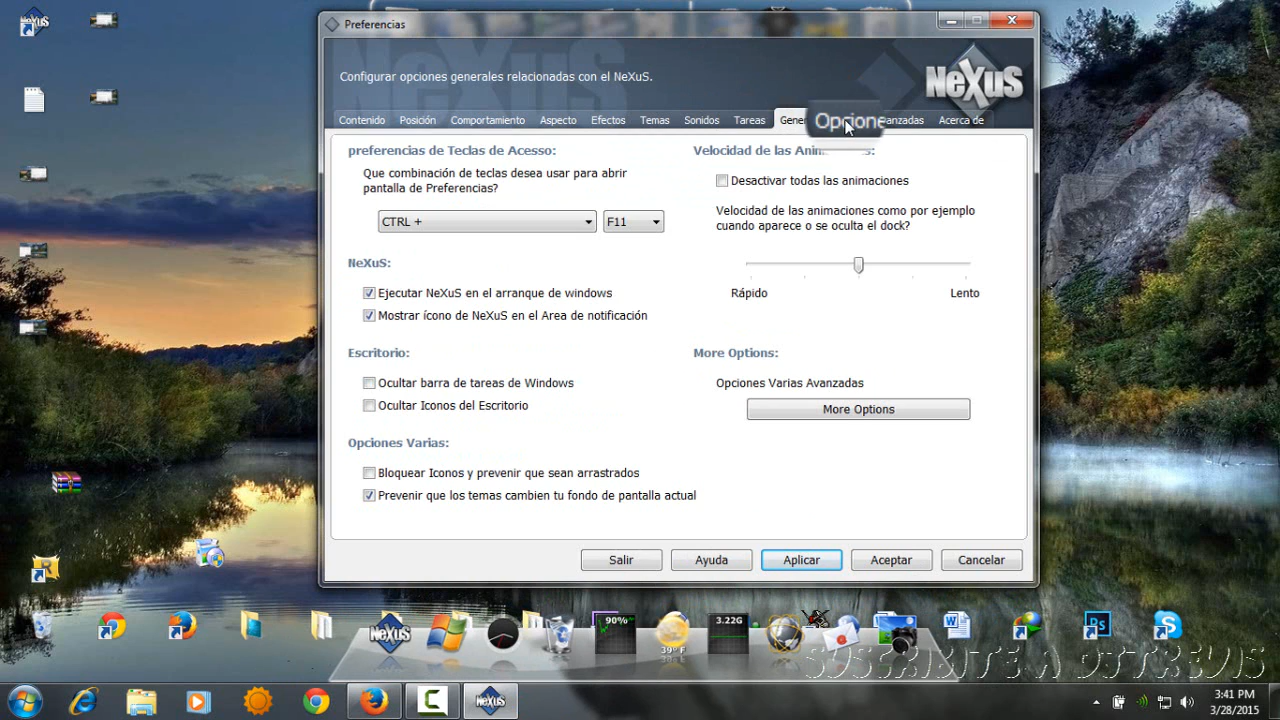 Preferencias
Configurar opciones generales relacionadas con el NeXuS.
NeXuS
Contenido Posición Comportamiento Aspecto Efectos Temas Sonidos Tareas Acerca de
preferencias de Teclas de Acesso:
Que combinación de teclas desea usar para abrir
pantalla de Preferencias?
CTRL + F11
NeXuS:
Ejecutar NeXuS en el arranque de windows
Mostrar ícono de NeXuS en el Area de notificación
Escritorio:
Ocultar barra de tareas de Windows
Ocultar Iconos del Escritorio
Opciones Varias:
Bloquear Iconos y prevenir que sean arrastrados
Prevenir que los temas cambien tu fondo de pantalla actual
Velocidad de las
Desactivar todas las animaciones
Velocidad de las animaciones como por ejemplo
cuando aparece o se oculta el dock?
Rápido Lento
More Options:
Opciones Varias Avanzadas
More Options
Salir Ayuda Aplicar Aceptar Cancelar
NeXuS
90%
39° F
3.22G
SUSCRIBITE A DTTREVIS
3:41 PM
3/28/2015